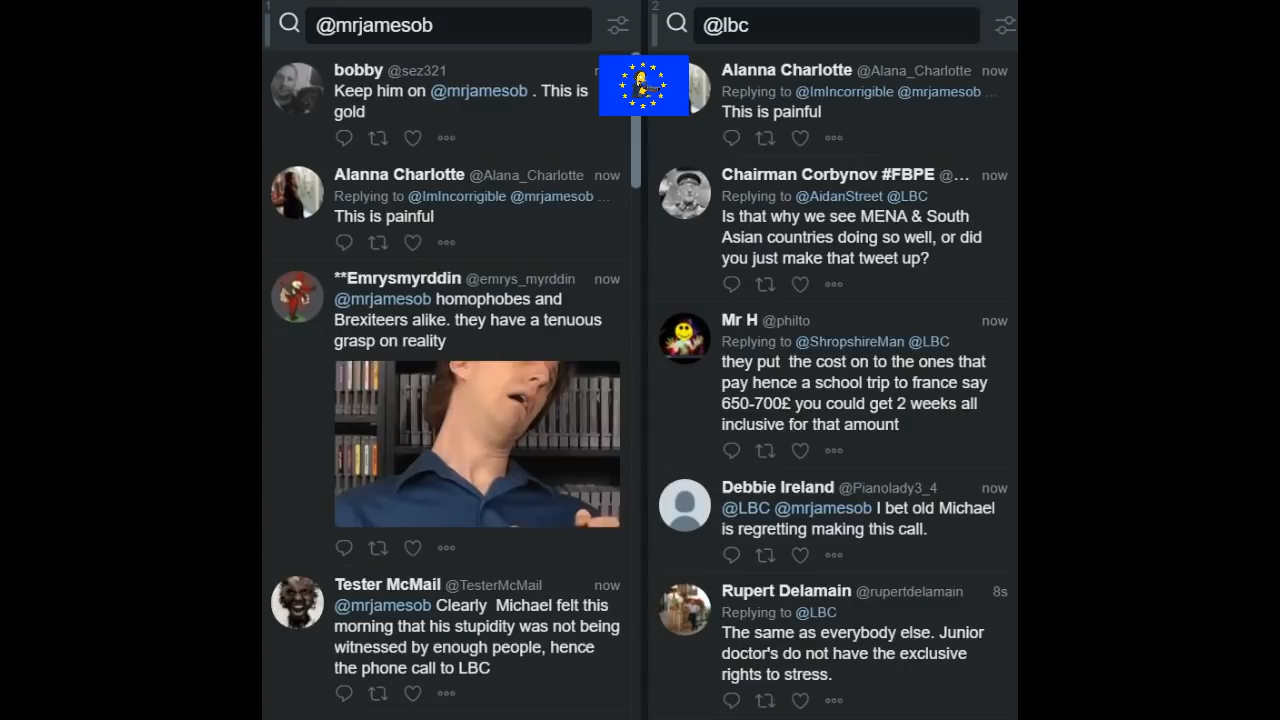 1
@mrjamesob
bobby @sez321
Keep him on @mrjamesob . This is
gold
Alanna Charlotte @Alana_Charlotte now
Replying to @ImIncorrigible @mrjamesob ...
This is painful
**Emrysmyrddin @emrys_myrddin now
@mrjamesob homophobes and
Brexiteers alike. they have a tenuous
grasp on reality
Tester McMail @TesterMcMail now
@mrjamesob Clearly  Michael felt this
morning that his stupidity was not being
witnessed by enough people, hence
the phone call to LBC
2
@lbc
Alanna Charlotte @Alana_Charlotte now
Replying to @ImIncorrigible @mrjamesob ...
This is painful
Chairman Corbynov #FBPE @... now
Replying to @AidanStreet @LBC
Is that why we see MENA & South
Asian countries doing so well, or did
you just make that tweet up?
Mr H @philto now
Replying to @ShropshireMan @LBC
they put  the cost on to the ones that
pay hence a school trip to france say
650-700£ you could get 2 weeks all
inclusive for that amount
Debbie Ireland @Pianolady3_4 now
@LBC @mrjamesob I bet old Michael
is regretting making this call.
Rupert Delamain @rupertdelamain 8s
Replying to @LBC
The same as everybody else. Junior
doctor's do not have the exclusive
rights to stress.